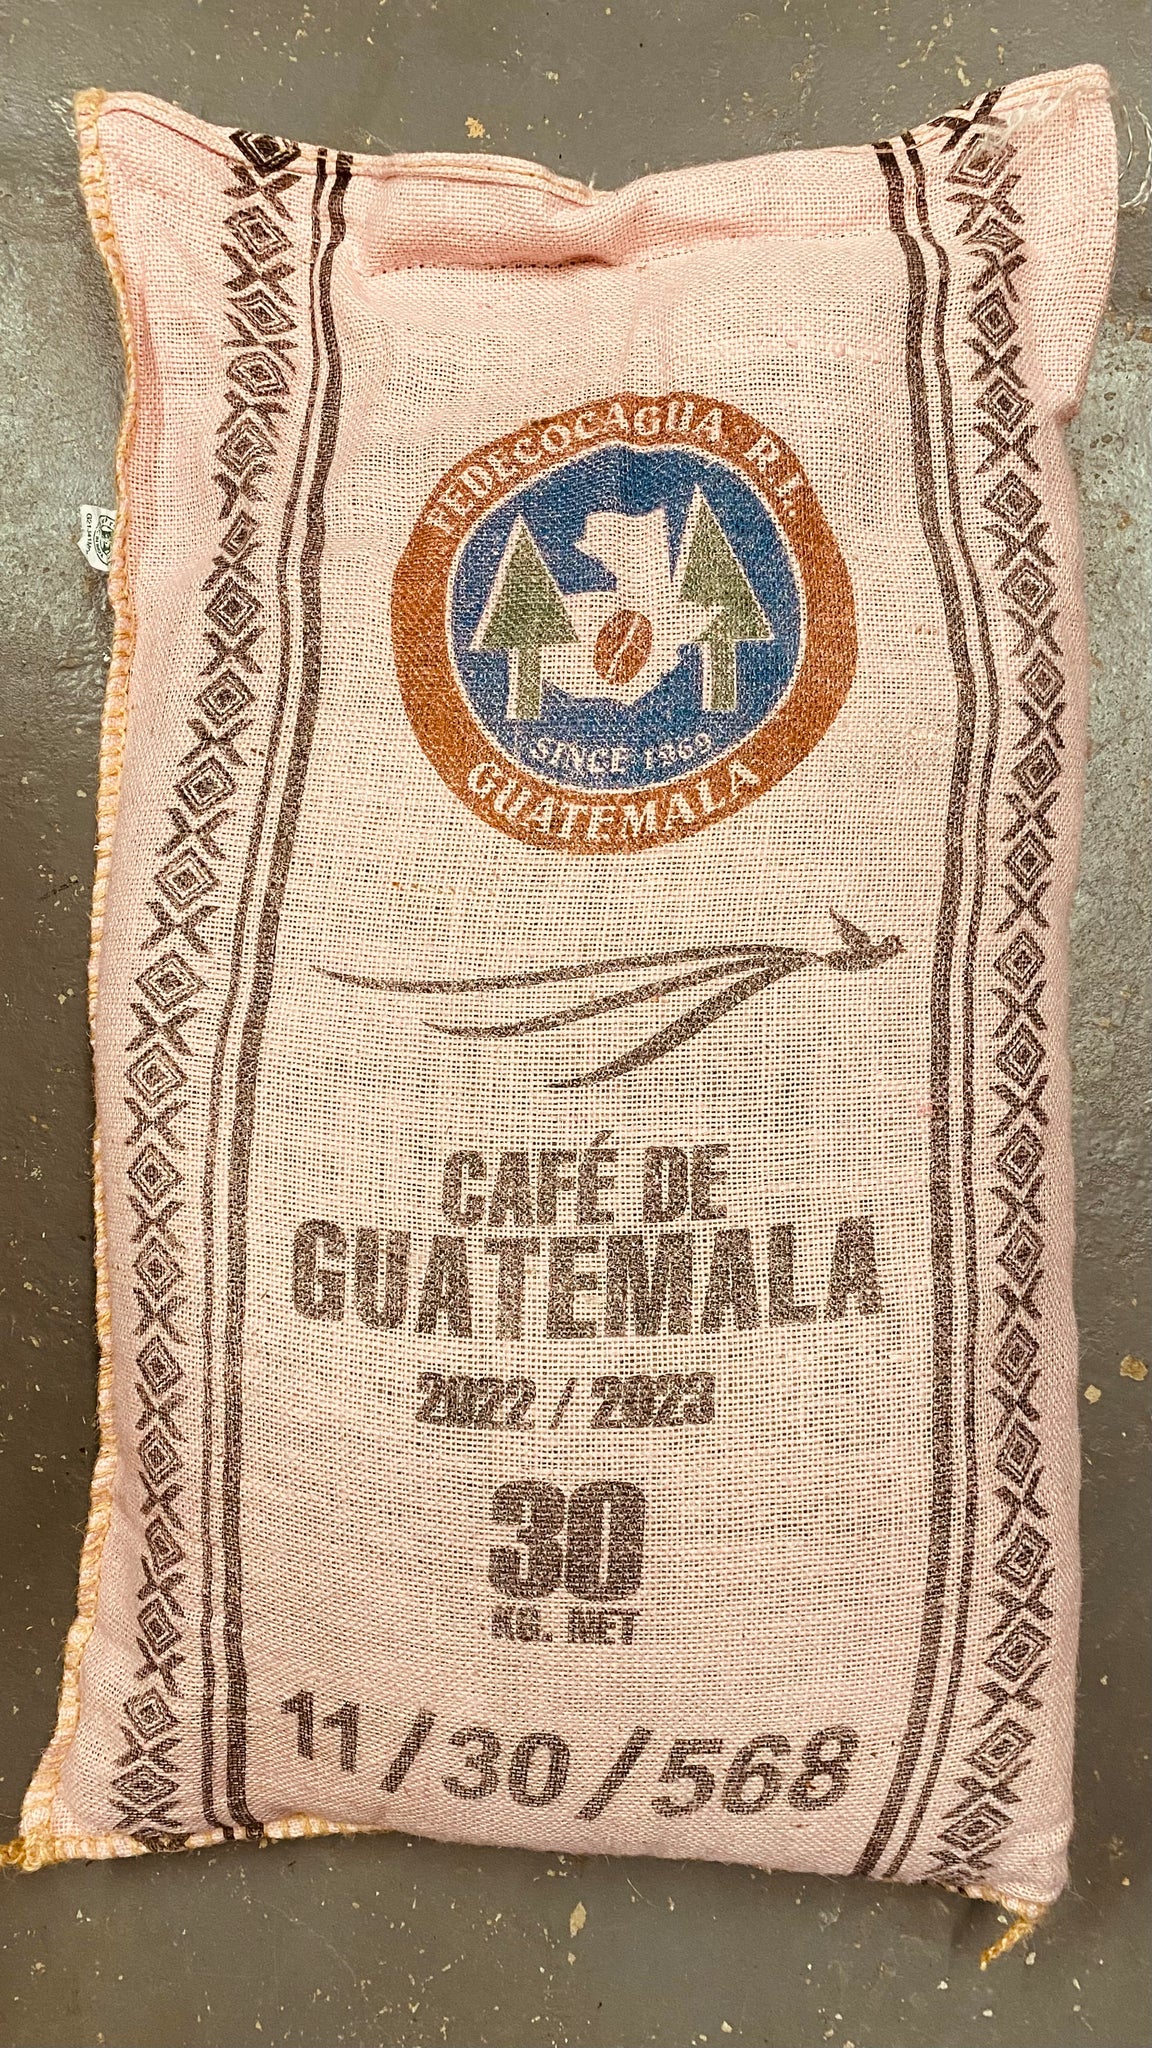 FEDECOCAGUA R.L.
SINCE 1969
GUATEMALA
CAFÉ DE
GUATEMALA
2022 / 2023
30
KG. NET
11/30/568